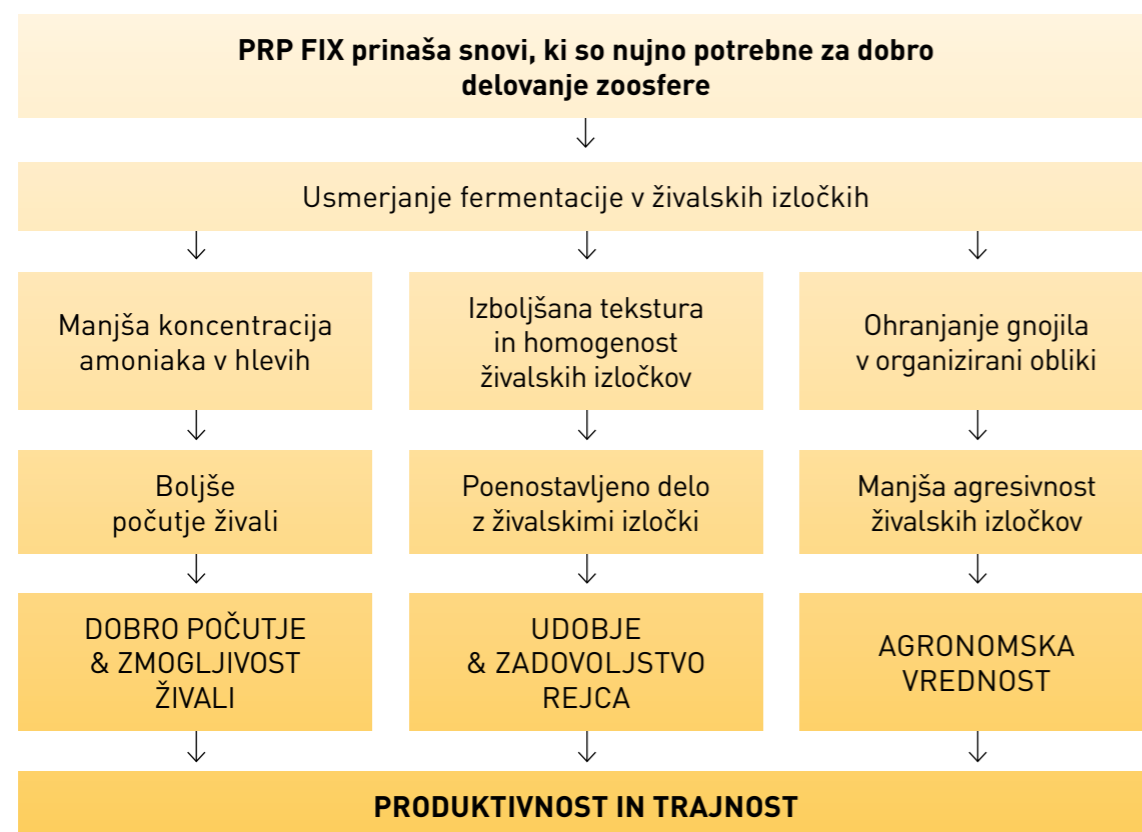 PRP FIX prinaša snovi, ki so nujno potrebne za dobro
delovanje zoosfere
Usmerjanje fermentacije v živalskih izločkih
Manjša koncentracija
amoniaka v hlevih
Izboljšana tekstura
in homogenost
živalskih izločkov
Ohranjanje gnojila
v organizirani obliki
Boljše
počutje živali
Poenostavljeno delo
z živalskimi izločki
Manjša agresivnost
živalskih izločkov
DOBRO POČUTJE
& ZMOGLJIVOST
ŽIVALI
UDOBJE
& ZADOVOLJSTVO
REJCA
AGRONOMSKA
VREDNOST
PRODUKTIVNOST IN TRAJNOST